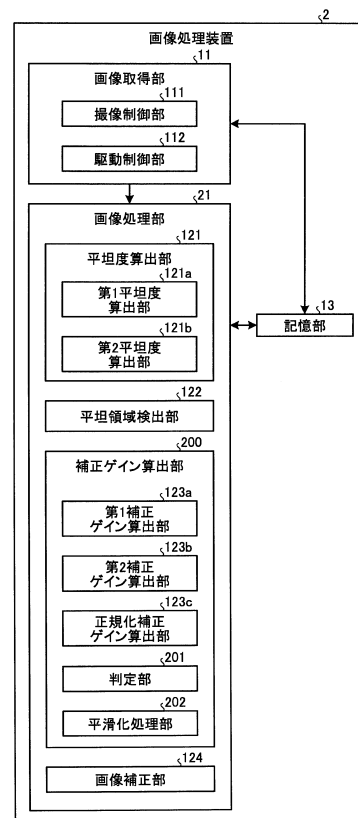 2
画像処理装置
11
画像取得部
111
撮像制御部
112
駆動制御部
21
画像処理部
121
平坦度算出部
121a
第1平坦度
算出部
121b
第2平坦度
算出部
13
記憶部
122
平坦領域検出部
200
補正ゲイン算出部
123a
第1補正
ゲイン算出部
123b
第2補正
ゲイン算出部
123c
正規化補正
ゲイン算出部
201
判定部
202
平滑化処理部
124
画像補正部